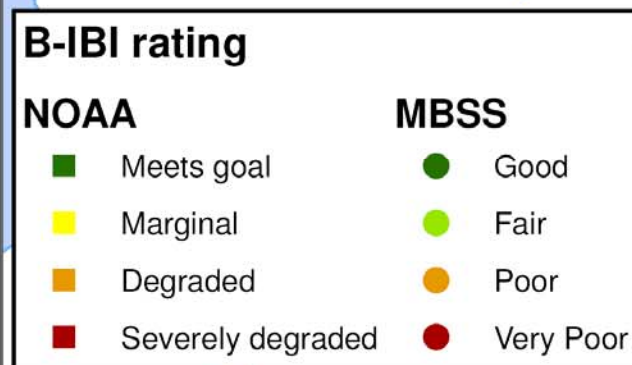 B-IBI rating
NOAA MBSS
Meets goal Good
Marginal Fair
Degraded Poor
Severely degraded Very Poor